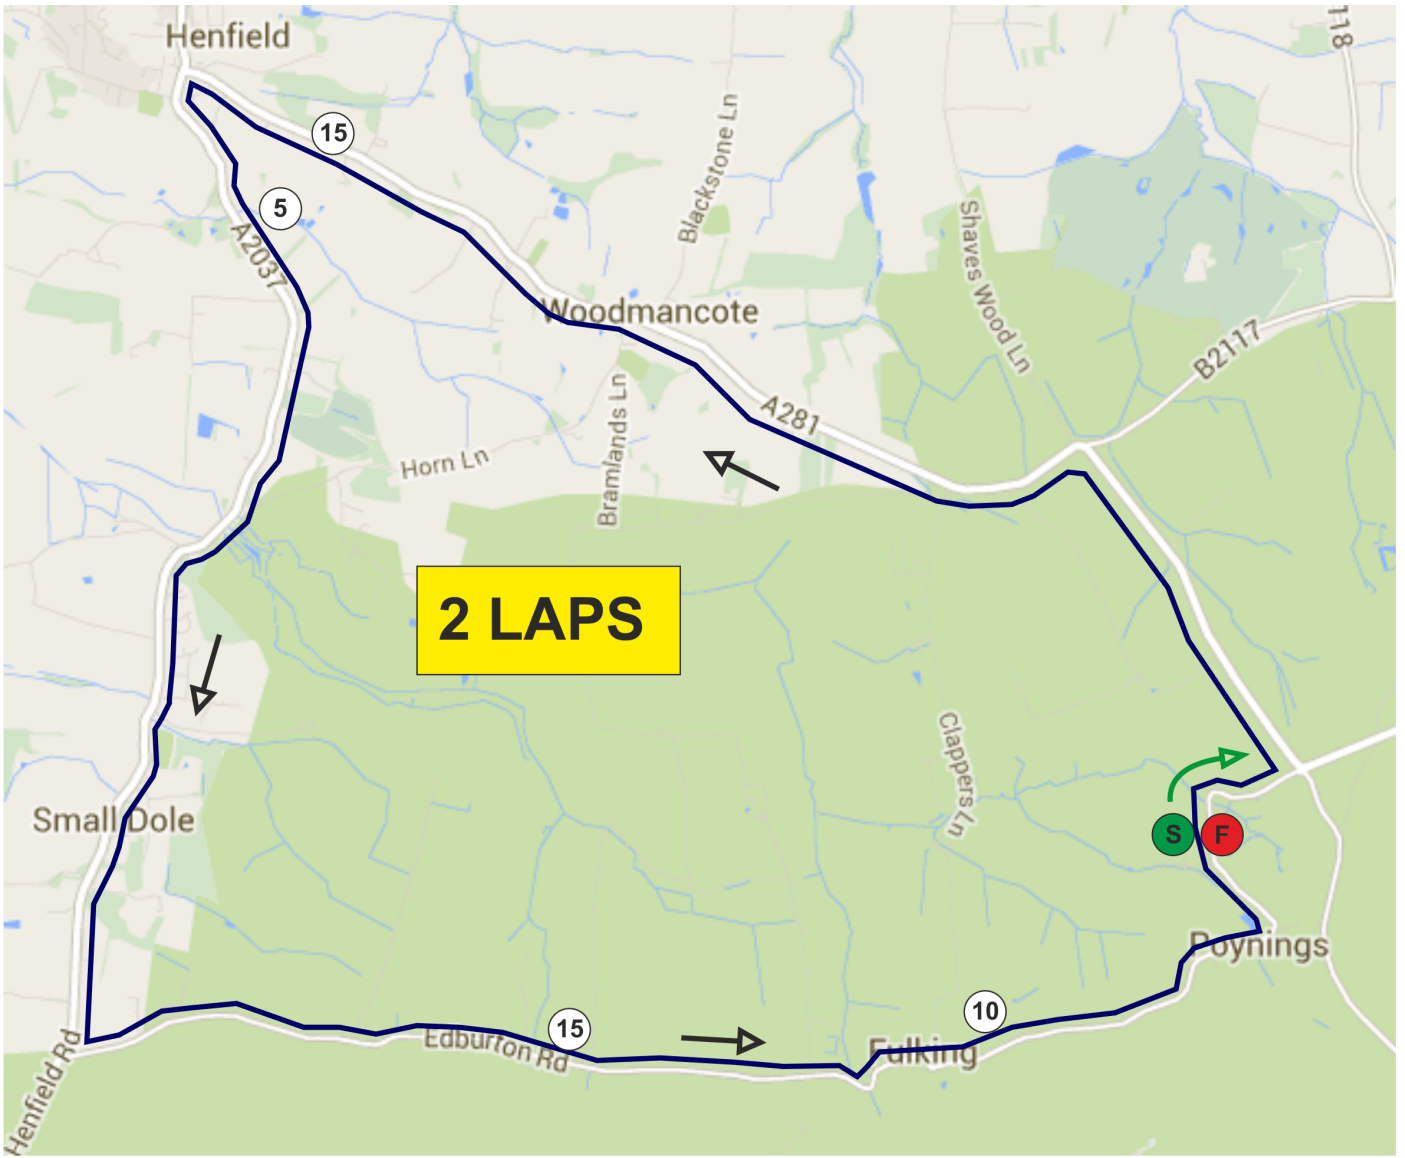 Henfield
118
15
Blackstone Ln
5
A2037
Shaves Wood Ln
Woodmancote
B2117
A281
Bramlands Ln
Horn Ln
2 LAPS
Clappers Ln
Small Dole
S
F
Poynings
10
15
Edburton Rd
Fulking
Henfield Rd